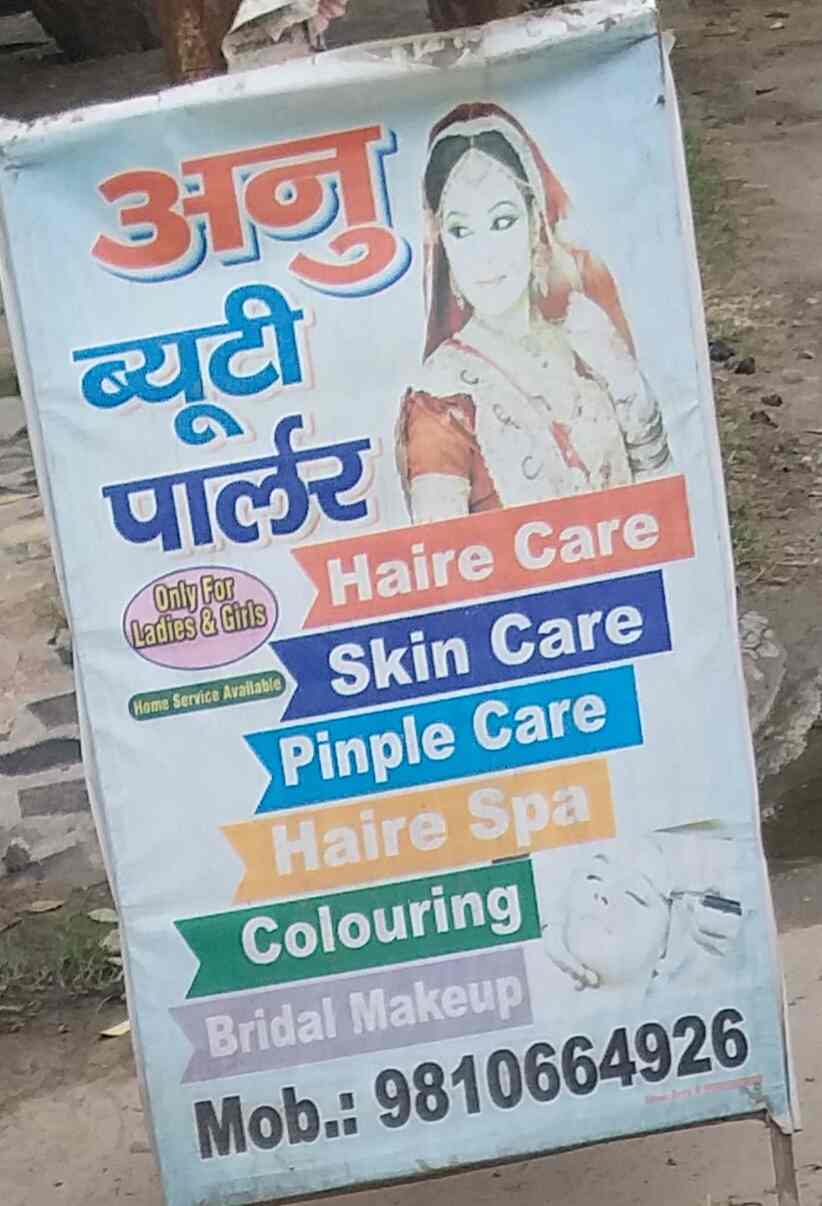 अनु
ब्यूटी
पार्लर
Only For
Ladies & Girls
Home Service Available
Haire Care
Skin Care
Pinple Care
Haire Spa
Colouring
Bridal Makeup
Mob.: 9810664926